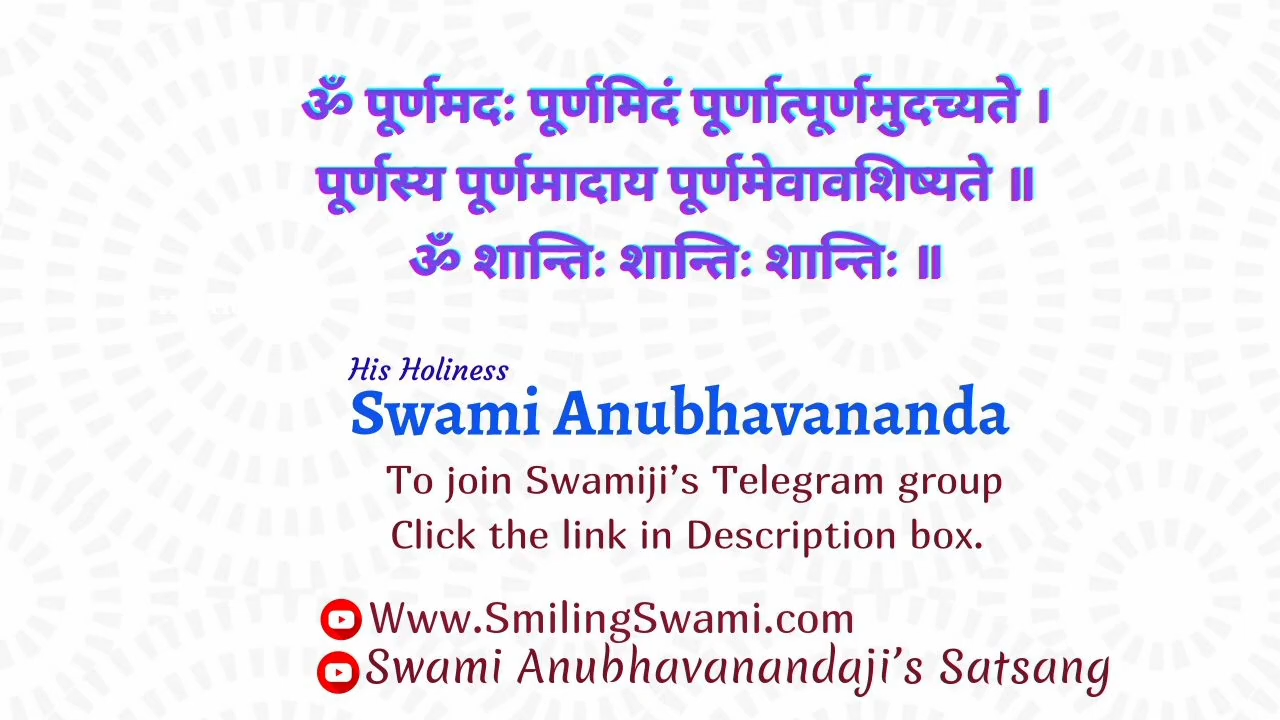 ॐ पूर्णमदः पूर्णमिदं पूर्णात्पूर्णमुदच्यते ।
पूर्णस्य पूर्णमादाय पूर्णमेवावशिष्यते ॥
ॐ शान्तिः शान्तिः शान्तिः ॥
His Holiness
Swami Anubhavananda
To join Swamiji's Telegram group
Click the link in Description box.
Www.SmilingSwami.com
Swami Anubhavanandaji's Satsang